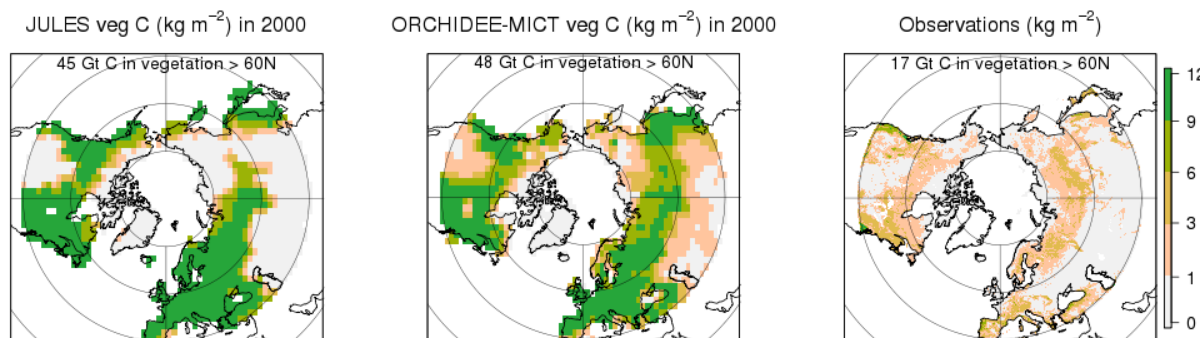 JULES veg C (kg m⁻²) in 2000
45 Gt C in vegetation > 60N
ORCHIDEE-MICT veg C (kg m⁻²) in 2000
48 Gt C in vegetation > 60N
Observations (kg m⁻²)
17 Gt C in vegetation > 60N
12
9
6
3
1
0